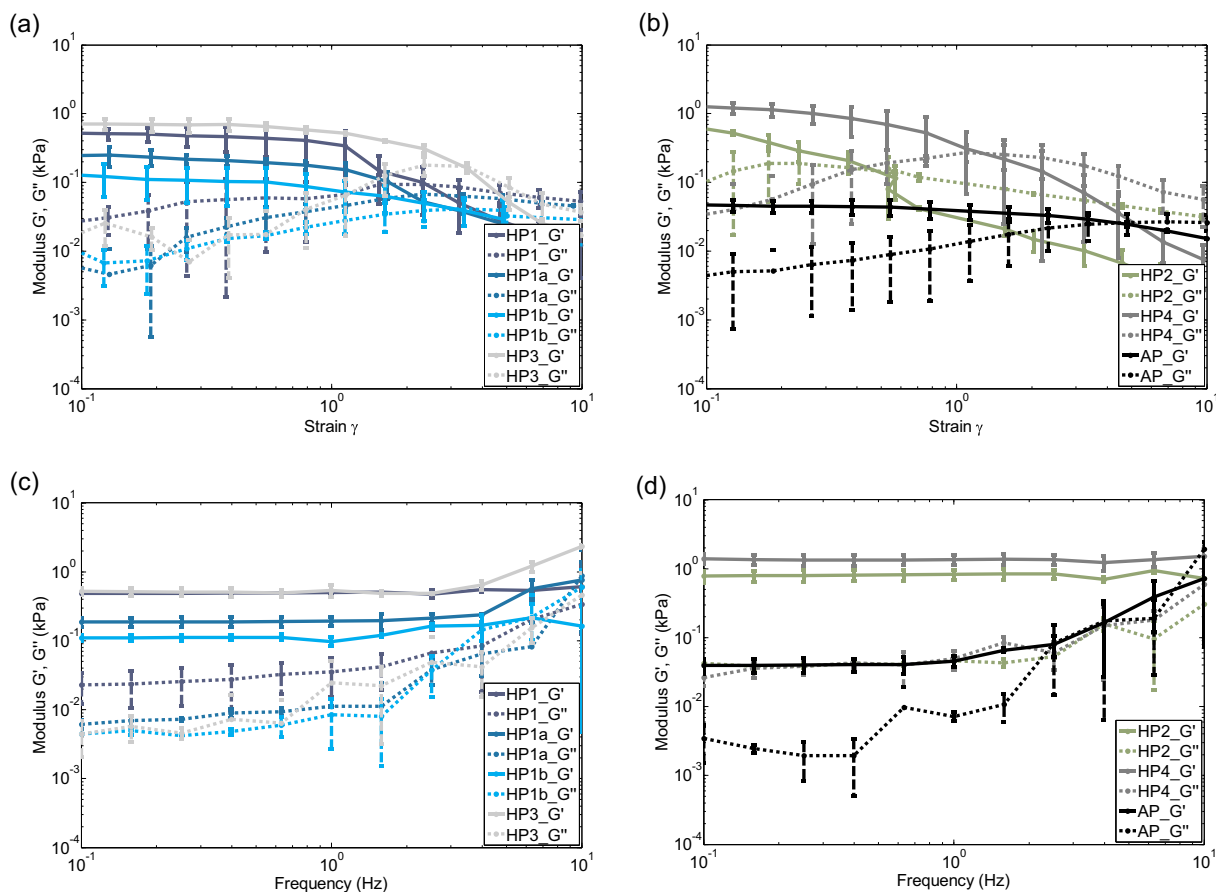 (a)
10^1
10^0
10^-1
10^-2
10^-3
10^-4
Modulus G', G'' (kPa)
10^-1
10^0
10^1
Strain γ
HP1_G'
HP1_G''
HP1a_G'
HP1a_G''
HP1b_G'
HP1b_G''
HP3_G'
HP3_G''
(b)
10^1
10^0
10^-1
10^-2
10^-3
10^-4
Modulus G', G'' (kPa)
10^-1
10^0
10^1
Strain γ
HP2_G'
HP2_G''
HP4_G'
HP4_G''
AP_G'
AP_G''
(c)
10^1
10^0
10^-1
10^-2
10^-3
10^-4
Modulus G', G'' (kPa)
10^-1
10^0
10^1
Frequency (Hz)
HP1_G'
HP1_G''
HP1a_G'
HP1a_G''
HP1b_G'
HP1b_G''
HP3_G'
HP3_G''
(d)
10^1
10^0
10^-1
10^-2
10^-3
10^-4
Modulus G', G'' (kPa)
10^-1
10^0
10^1
Frequency (Hz)
HP2_G'
HP2_G''
HP4_G'
HP4_G''
AP_G'
AP_G''